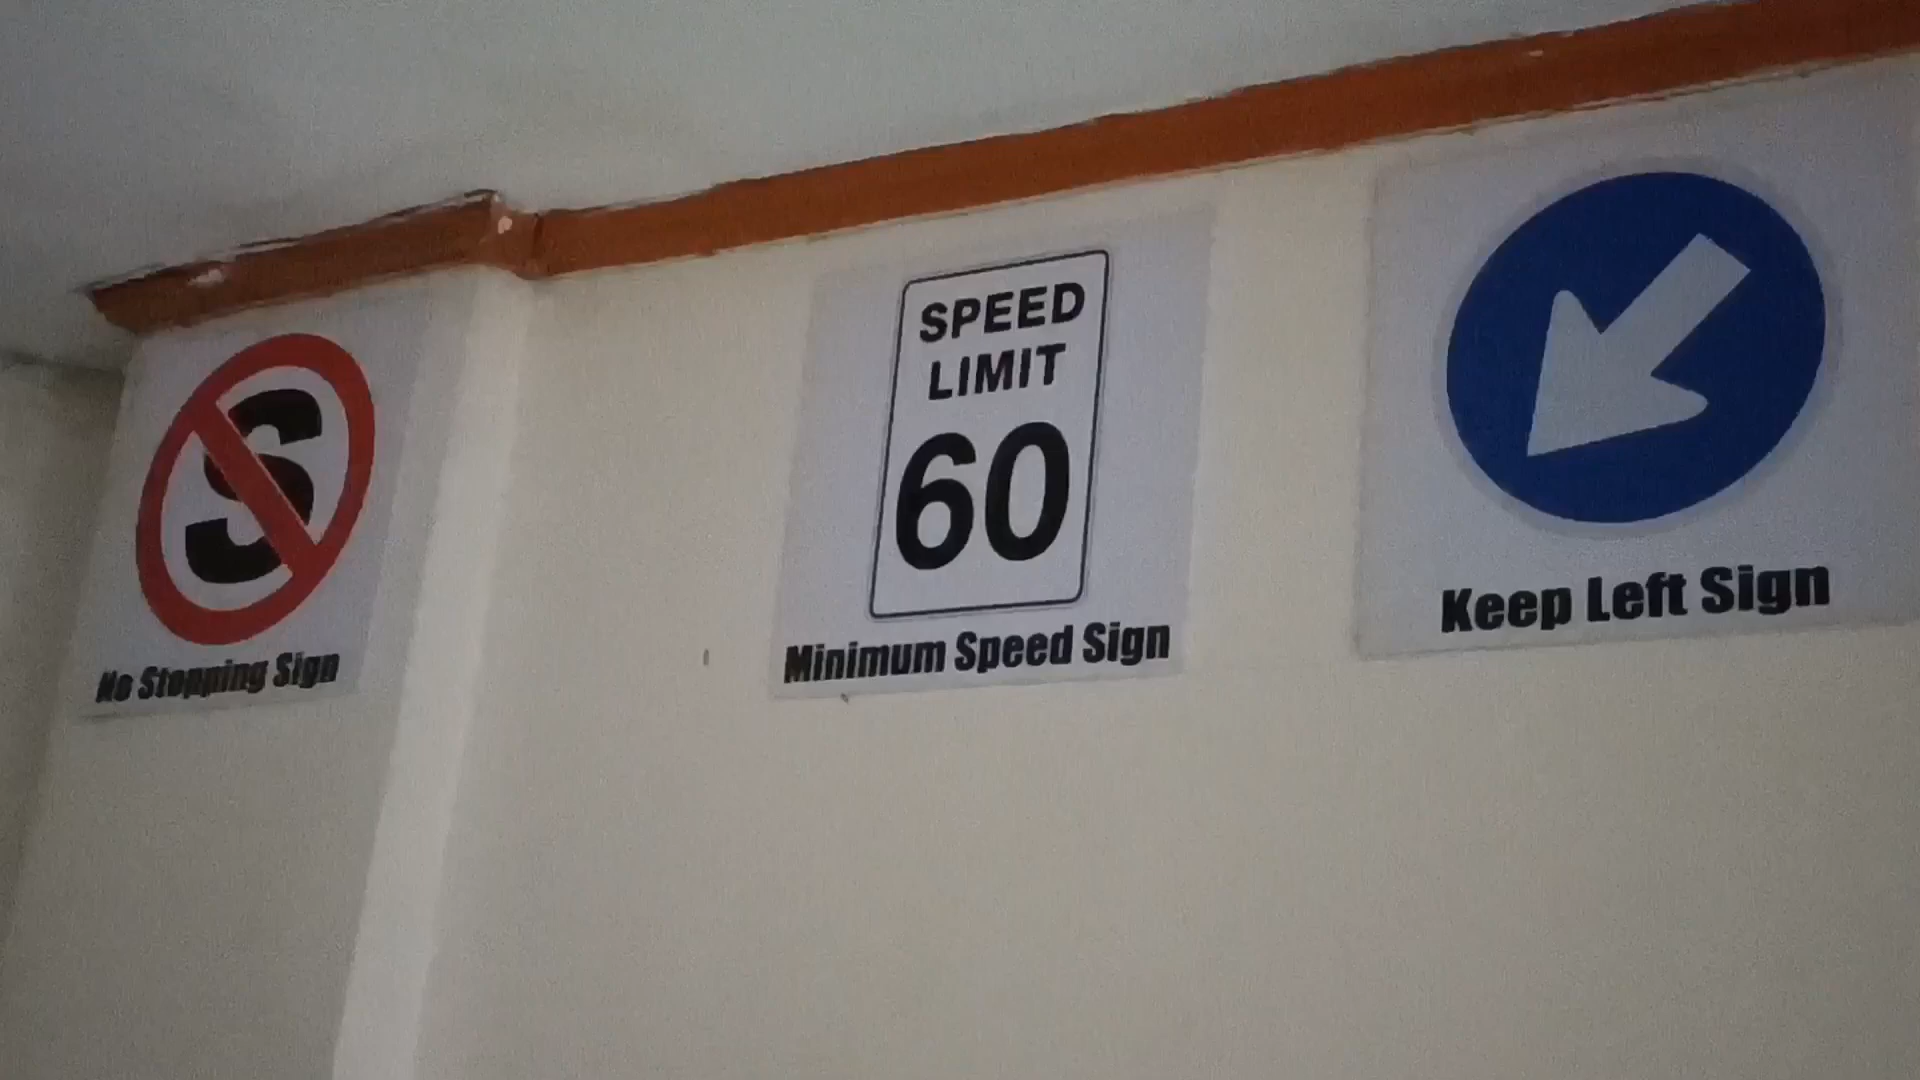 S
No Stopping Sign
SPEED
LIMIT
60
Minimum Speed Sign
Keep Left Sign